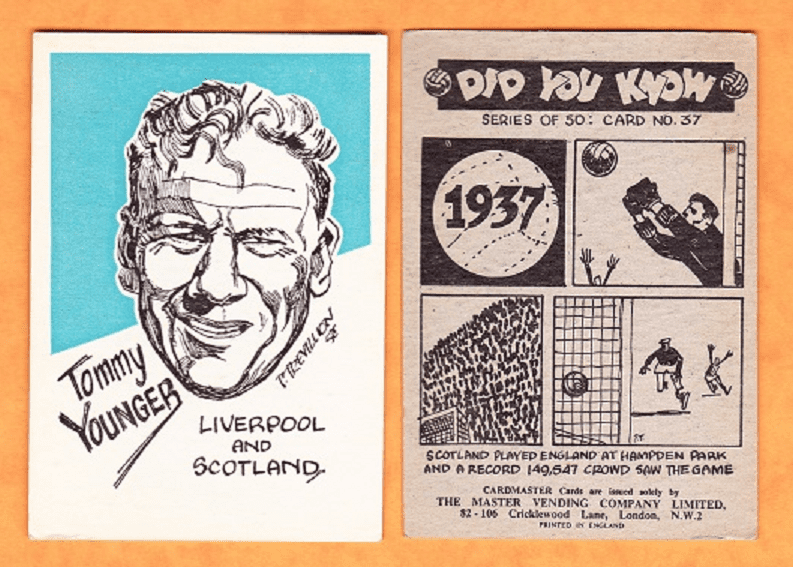 Tommy
YOUNGER
P. TREVILLION
58
LIVERPOOL
AND
SCOTLAND
DID YOU KNOW
SERIES OF 50: CARD NO. 37
1937
SCOTLAND PLAYED ENGLAND AT HAMPDEN PARK
AND A RECORD 149,547 CROWD SAW THE GAME
CARDMASTER Cards are issued solely by
THE MASTER VENDING COMPANY LIMITED,
82 - 106 Cricklewood Lane, London, N.W.2
PRINTED IN ENGLAND